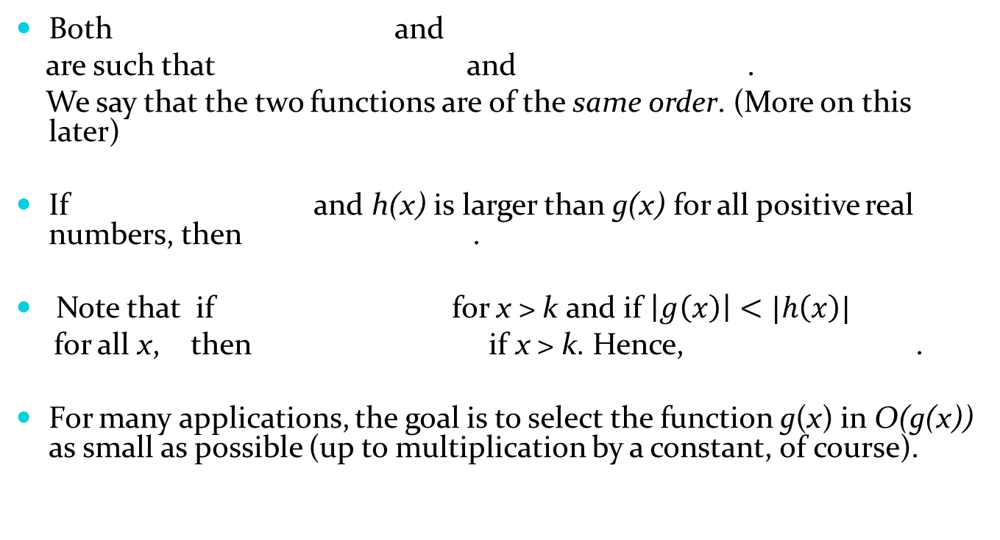 • Both and
are such that and .
We say that the two functions are of the same order. (More on this
later)
• If and h(x) is larger than g(x) for all positive real
numbers, then .
• Note that if for x > k and if |g(x)| < |h(x)|
for all x, then if x > k. Hence, .
• For many applications, the goal is to select the function g(x) in O(g(x))
as small as possible (up to multiplication by a constant, of course).